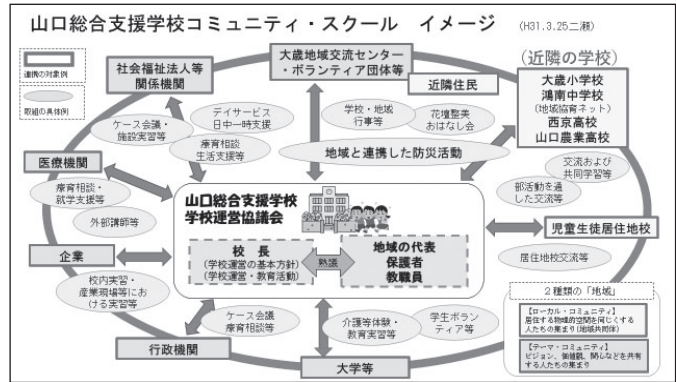 山口総合支援学校コミュニティ・スクール　イメージ
(H31.3.25二瀬)
連携の対象例
取組の具体例
社会福祉法人等
関係機関
大歳地域交流センター
・ボランティア団体等
近隣住民
(近隣の学校)
大歳小学校
鴻南中学校
(地域協育ネット)
西京高校
山口農業高校
デイサービス
日中一時支援
ケース会議・
施設実習等
療育相談
生活支援等
学校・地域
行事等
花壇整美
おはなし会
地域と連携した防災活動
交流および
共同学習等
部活動を通
した交流等
医療機関
療育相談・
就学支援等
外部講師等
山口総合支援学校
学校運営協議会
校 長
(学校運営の基本方針)
(学校運営・教育活動)
熟議
地域の代表
保護者
教職員
児童生徒居住地校
居住地校交流等
企業
校内実習・
産業現場等にお
ける実習等
ケース会議
療育相談等
介護等体験・
教育実習等
学生ボラン
ティア等
行政機関
大学等
２種類の「地域」
【ローカル・コミュニティ】
居住する物理的空間を同じくする
人たちの集まり(地域共同体)
【テーマ・コミュニティ】
ビジョン、価値観、関心などを共有
する人たちの集まり